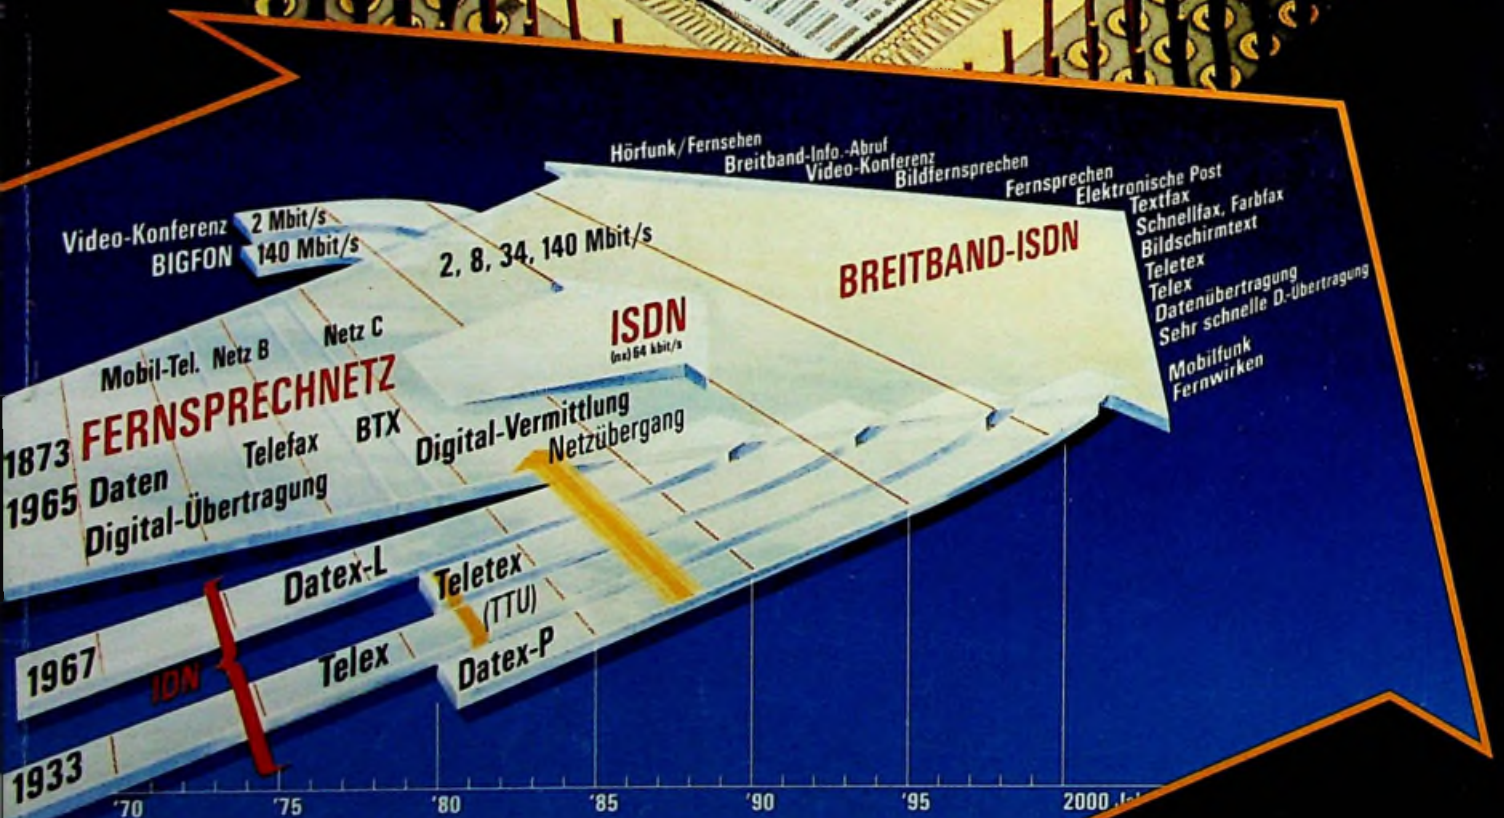 Hörfunk/Fernsehen
Breitband-Info.-Abruf
Video-Konferenz
Bildfernsprechen
Fernsprechen
Elektronische Post
Textfax
Schnellfax, Farbfax
Bildschirmtext
Teletex
Telex
Datenübertragung
Sehr schnelle D.-Übertragung
Mobilfunk
Fernwirken
Video-Konferenz 2 Mbit/s
BIGFON 140 Mbit/s
2, 8, 34, 140 Mbit/s
BREITBAND-ISDN
ISDN
(nx) 64 kbit/s
Mobil-Tel. Netz B Netz C
1873 FERNSPRECHNETZ
1965 Daten Telefax BTX Digital-Vermittlung
Digital-Übertragung Netzübergang
1967 Datex-L
Teletex
(TTU)
IDN
1933 Telex Datex-P
'70 '75 '80 '85 '90 '95 2000